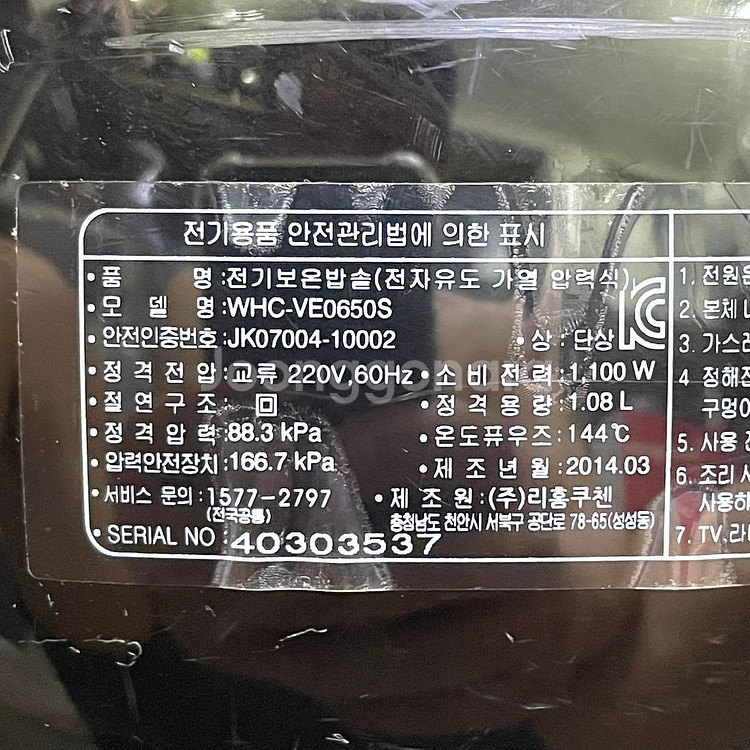 전기용품 안전관리법에 의한 표시
• 품 명 : 전기보온밥솥(전자유도 가열 압력식)
• 모 델 명 : WHC-VE0650S
• 안전인증번호 : JK07004-10002 • 상 : 단상
• 정 격 전 압 : 교류 220V,60Hz • 소 비 전 력 : 1,100 W
• 절 연 구 조 : • 정 격 용 량 : 1.08 L
• 정 격 압 력 : 88.3 kPa • 온도퓨우즈 : 144℃
• 압력안전장치 : 166.7 kPa • 제 조 년 월 : 2014.03
• 서비스 문의 : 1577-2797 • 제 조 원 : (주)리홈쿠첸
(전국공통) 충청남도 천안시 서북구 공단로 78-65(성성동)
• SERIAL NO : 40303537
1. 전원은
2. 본체
3. 가스
4 정해진
구멍이
5. 사용
6. 조리
사용하
7. TV,라
Joonggonara